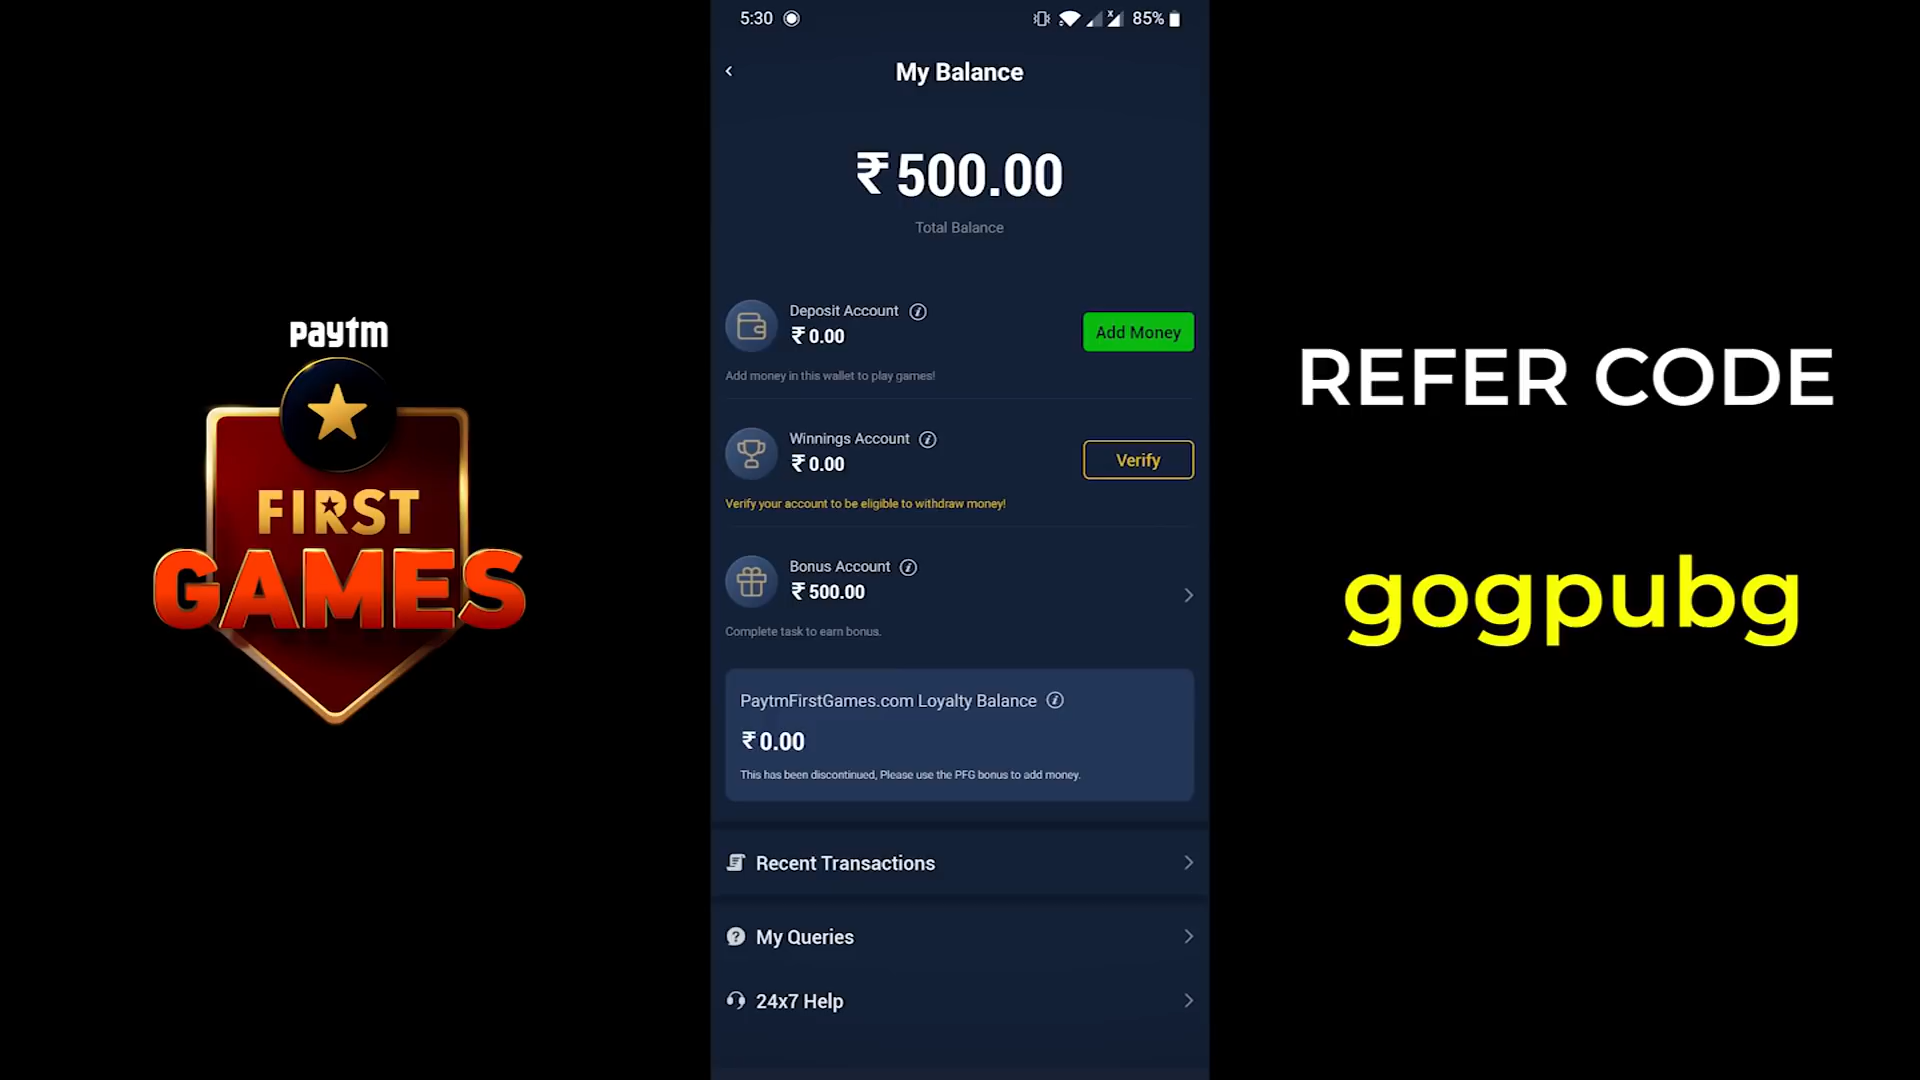 5:30
85%
My Balance
₹500.00
Total Balance
Deposit Account
₹0.00
Add Money
Add money in this wallet to play games!
Winnings Account
₹0.00
Verify
Verify your account to be eligible to withdraw money!
Bonus Account
₹500.00
Complete task to earn bonus.
PaytmFirstGames.com Loyalty Balance
₹0.00
This has been discontinued, Please use the PFG bonus to add money.
Recent Transactions
My Queries
24x7 Help
paytm
FIRST
GAMES
REFER CODE
gogpubg